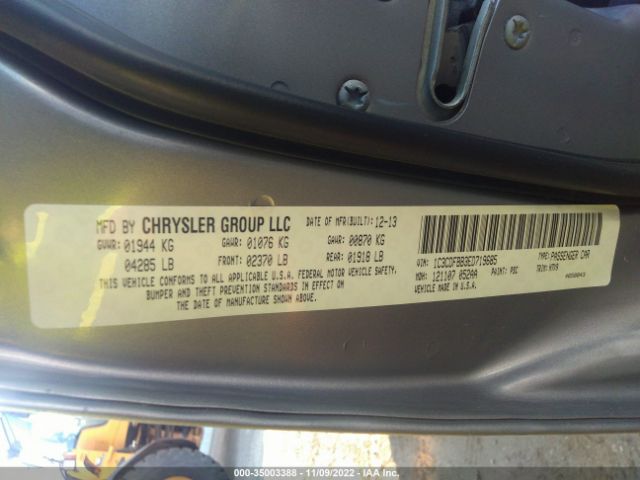 MFD BY CHRYSLER GROUP LLC
DATE OF MFR(BUILT): 12-13
GVWR: 01944 KG
GAWR: 01076 KG
GAWR: 00870 KG
04285 LB
FRONT: 02370 LB
REAR: 01918 LB
THIS VEHICLE CONFORMS TO ALL APPLICABLE U.S.A. FEDERAL MOTOR VEHICLE SAFETY,
BUMPER AND THEFT PREVENTION STANDARDS IN EFFECT ON
THE DATE OF MANUFACTURE SHOWN ABOVE.
VIN: 1C3CDFBB3ED719685
TYPE: PASSENGER CAR
MDH: 121107 052AA
PAINT:
TRIM:
VEHICLE MADE IN U.S.A.
000-35003388 - 11/09/2022 - IAA Inc.